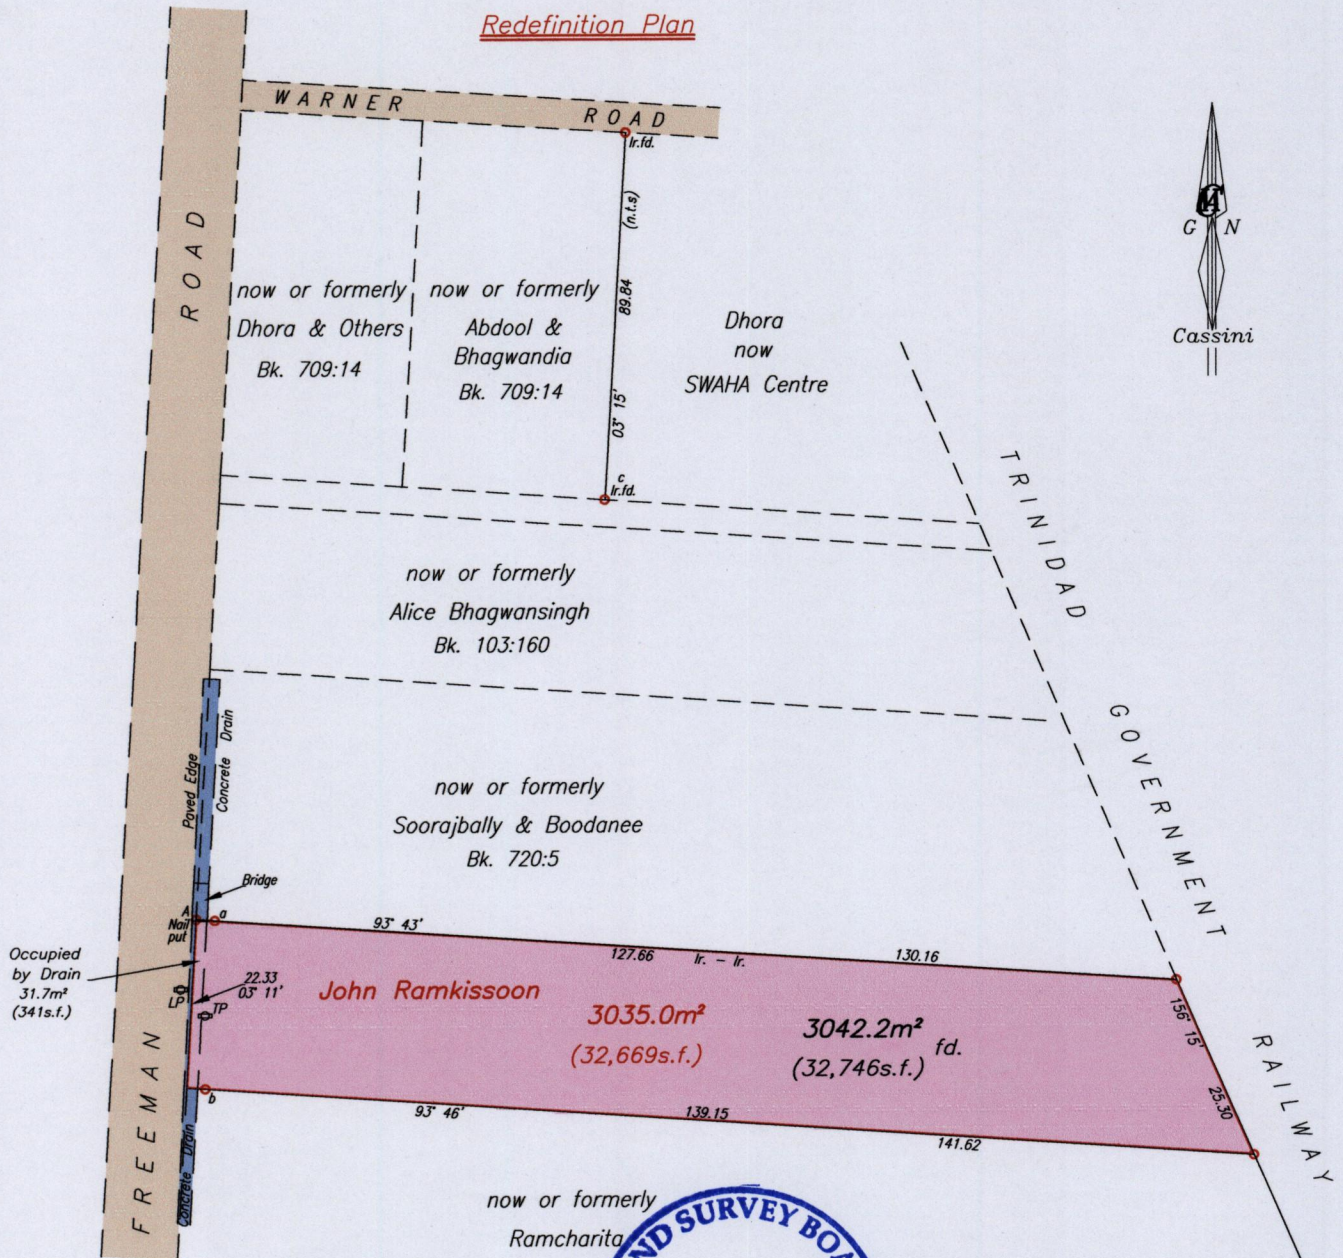 Redefinition Plan
WARNER ROAD
Ir.fd.
(n.t.s)
89.84
03° 15'
c
Ir.fd.
G N
Cassini
ROAD
now or formerly
Dhora & Others
Bk. 709:14
now or formerly
Abdool &
Bhagwandia
Bk. 709:14
Dhora
now
SWAHA Centre
TRINIDAD
GOVERNMENT
RAILWAY
now or formerly
Alice Bhagwansingh
Bk. 103:160
Paved Edge
Concrete Drain
now or formerly
Soorajbally & Boodanee
Bk. 720:5
Bridge
A
Nail
put
a
93° 43'
127.66
Ir. - Ir.
130.16
Occupied
by Drain
31.7m²
(341s.f.)
22.33
03° 11'
LP
TP
John Ramkissoon
3035.0m²
(32,669s.f.)
3042.2m²
(32,746s.f.)
fd.
156° 15'
25.30
b
93° 46'
139.15
141.62
FREEMAN
Concrete Drain
now or formerly
Ramcharita
ND SURVEY BOA